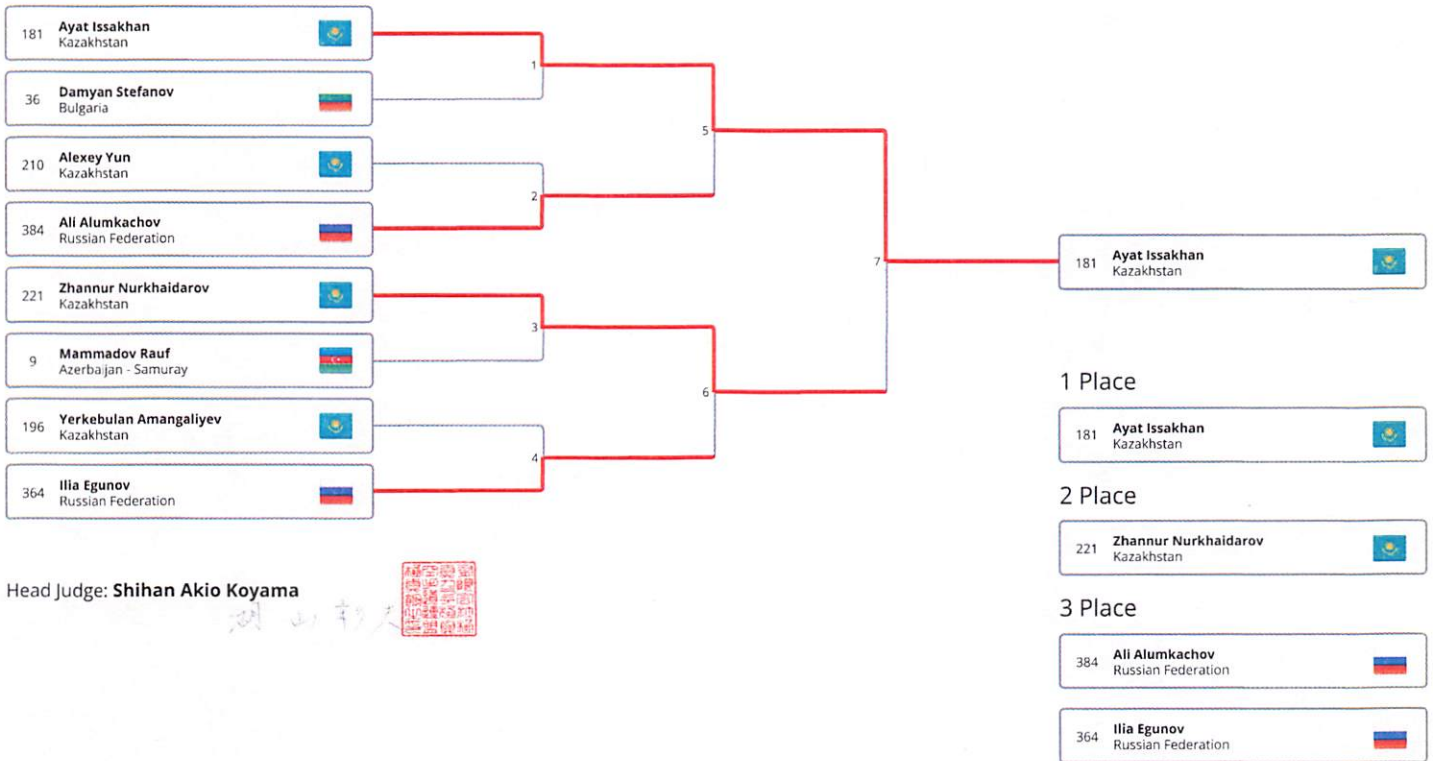 181 Ayat Issakhan
Kazakhstan
1
36 Damyan Stefanov
Bulgaria
5
210 Alexey Yun
Kazakhstan
2
384 Ali Alumkachov
Russian Federation
7
181 Ayat Issakhan
Kazakhstan
221 Zhannur Nurkhaidarov
Kazakhstan
3
9 Mammadov Rauf
Azerbaijan - Samuray
6
196 Yerkebulan Amangaliyev
Kazakhstan
4
364 Ilia Egunov
Russian Federation
1 Place
181 Ayat Issakhan
Kazakhstan
2 Place
221 Zhannur Nurkhaidarov
Kazakhstan
3 Place
384 Ali Alumkachov
Russian Federation
364 Ilia Egunov
Russian Federation
Head Judge: Shihan Akio Koyama